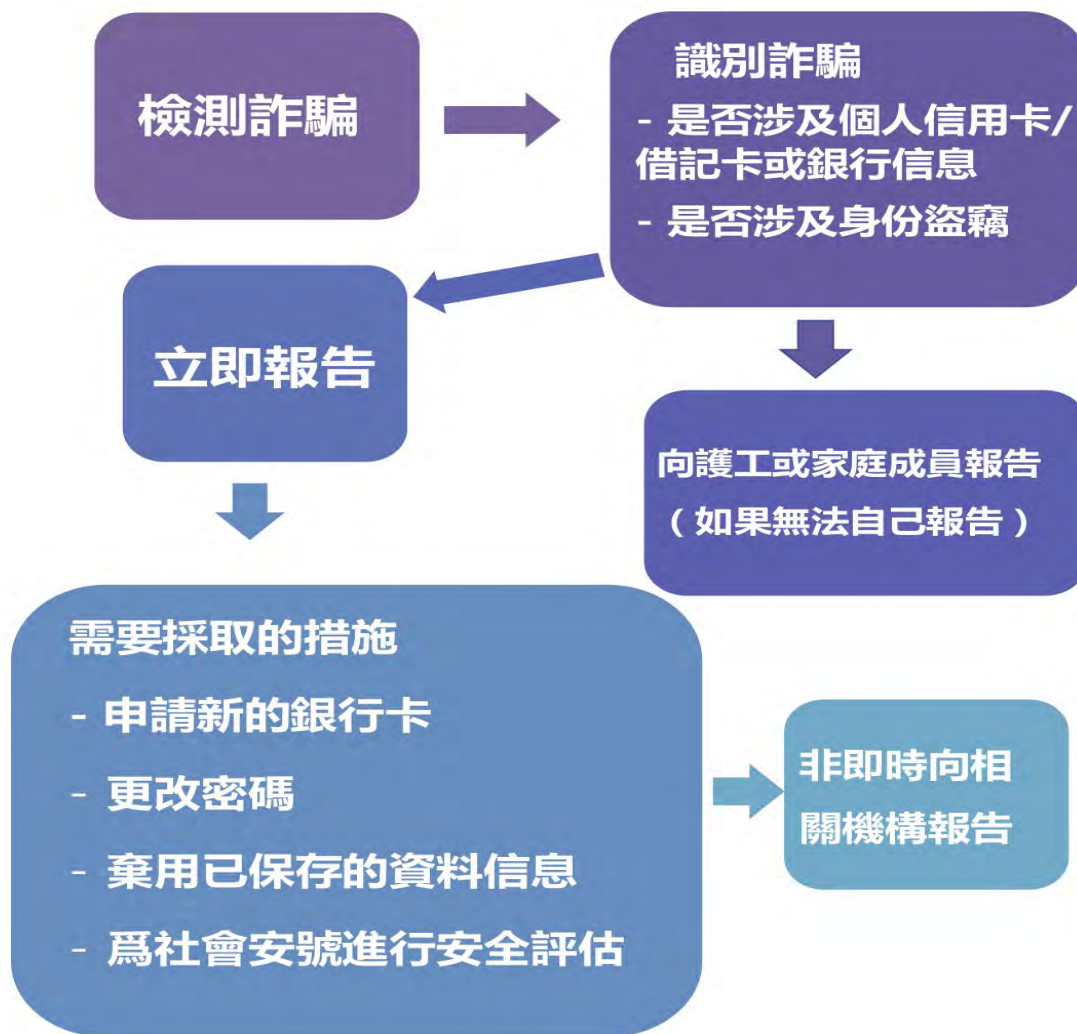 檢測詐騙
識別詐騙
- 是否涉及個人信用卡/
借記卡或銀行信息
- 是否涉及身份盜竊
立即報告
向護工或家庭成員報告
（如果無法自己報告）
需要採取的措施
- 申請新的銀行卡
- 更改密碼
- 棄用已保存的資料信息
- 爲社會安號進行安全評估
非即時向相
關機構報告